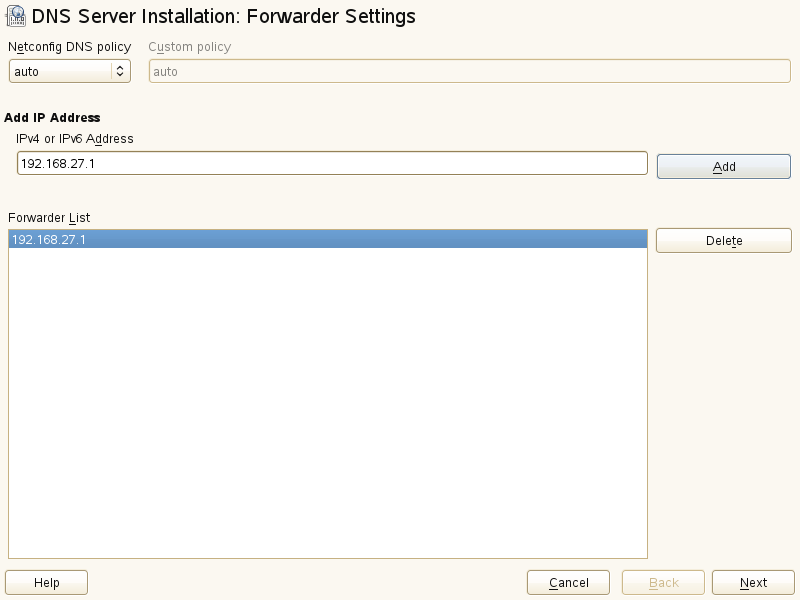 DNS Server Installation: Forwarder Settings
Netconfig DNS policy
Custom policy
auto
auto
Add IP Address
IPv4 or IPv6 Address
192.168.27.1
Add
Forwarder List
192.168.27.1
Delete
Help
Cancel
Back
Next